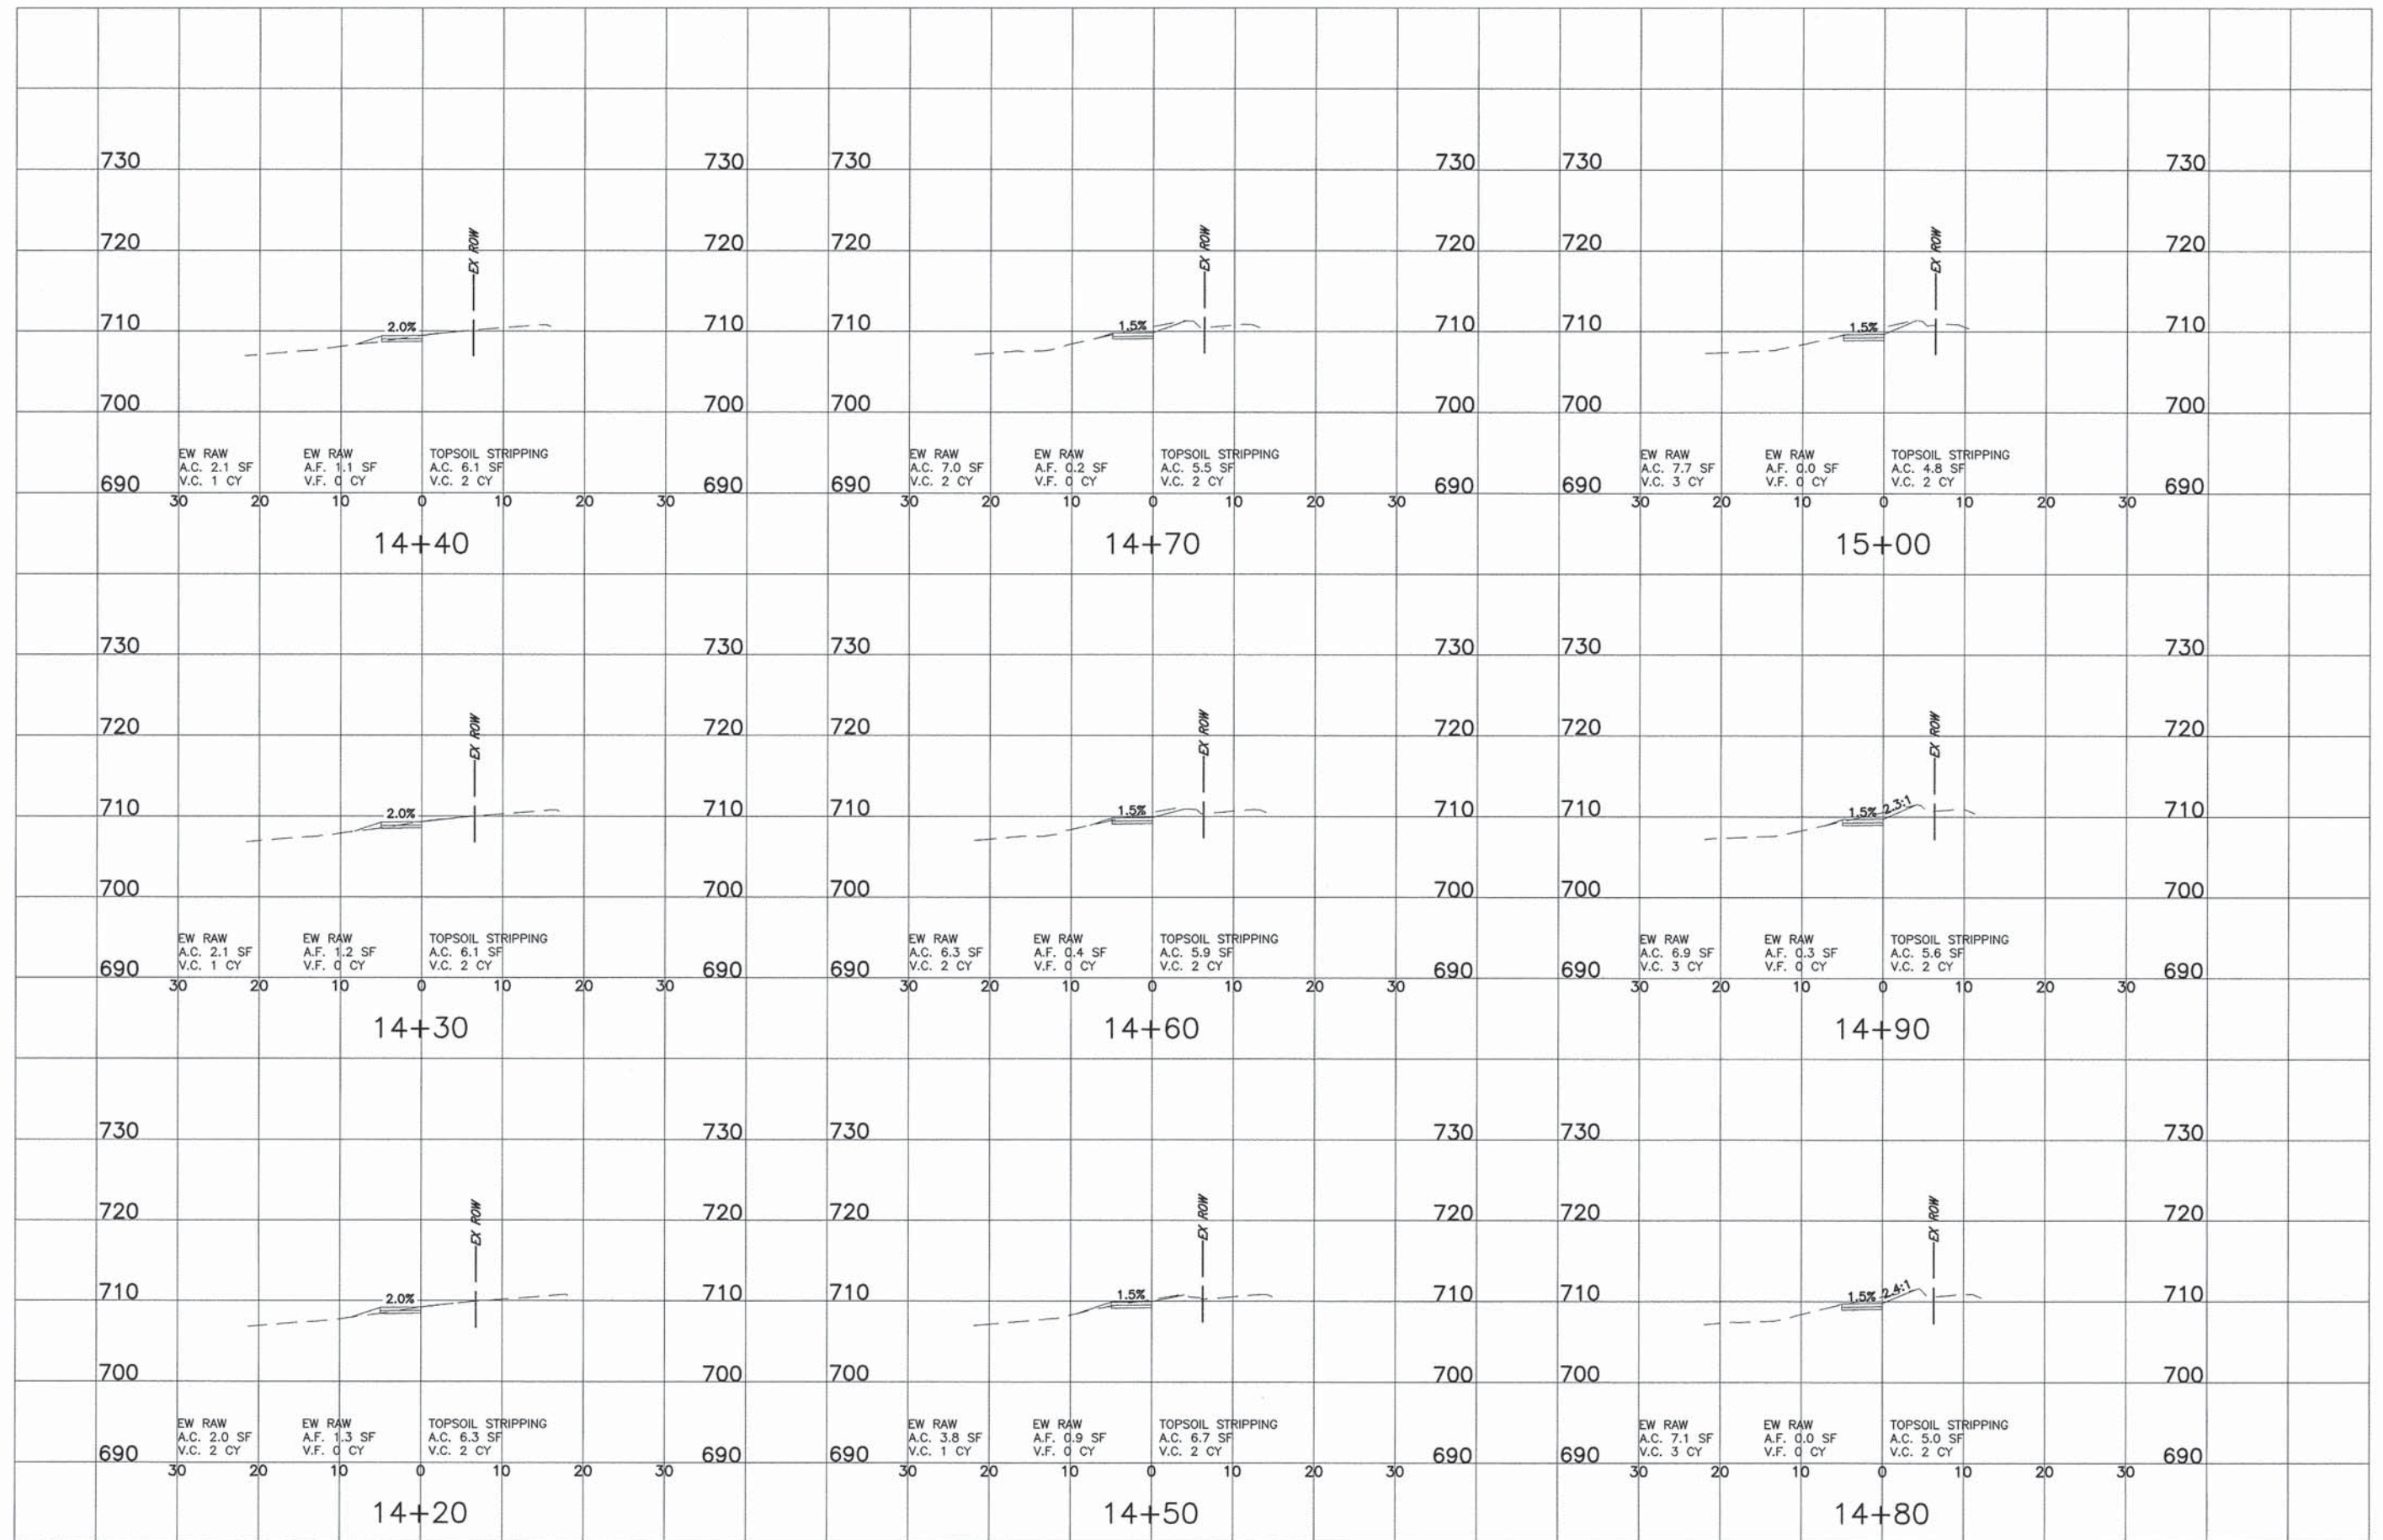 730 730 730 730 730 730
720 EX ROW 720 720 EX ROW 720 720 EX ROW 720
710 2.0% 710 710 1.5% 710 710 1.5% 710
700 700 700 700 700 700
EW RAW EW RAW TOPSOIL STRIPPING EW RAW EW RAW TOPSOIL STRIPPING EW RAW EW RAW TOPSOIL STRIPPING
A.C. 2.1 SF A.F. 1.1 SF A.C. 6.1 SF A.C. 7.0 SF A.F. 0.2 SF A.C. 5.5 SF A.C. 7.7 SF A.F. 0.0 SF A.C. 4.8 SF
V.C. 1 CY V.F. 0 CY V.C. 2 CY V.C. 2 CY V.F. 0 CY V.C. 2 CY V.C. 3 CY V.F. 0 CY V.C. 2 CY
690 690 690 690 690 690
30 20 10 0 10 20 30 30 20 10 0 10 20 30 30 20 10 0 10 20 30
14+40 14+70 15+00
730 730 730 730 730 730
720 EX ROW 720 720 EX ROW 720 720 EX ROW 720
710 2.0% 710 710 1.5% 710 710 1.5% 2.3:1 710
700 700 700 700 700 700
EW RAW EW RAW TOPSOIL STRIPPING EW RAW EW RAW TOPSOIL STRIPPING EW RAW EW RAW TOPSOIL STRIPPING
A.C. 2.1 SF A.F. 1.2 SF A.C. 6.1 SF A.C. 6.3 SF A.F. 0.4 SF A.C. 5.9 SF A.C. 6.9 SF A.F. 0.3 SF A.C. 5.6 SF
V.C. 1 CY V.F. 0 CY V.C. 2 CY V.C. 2 CY V.F. 0 CY V.C. 2 CY V.C. 3 CY V.F. 0 CY V.C. 2 CY
690 690 690 690 690 690
30 20 10 0 10 20 30 30 20 10 0 10 20 30 30 20 10 0 10 20 30
14+30 14+60 14+90
730 730 730 730 730 730
720 EX ROW 720 720 EX ROW 720 720 EX ROW 720
710 2.0% 710 710 1.5% 710 710 1.5% 2.4:1 710
700 700 700 700 700 700
EW RAW EW RAW TOPSOIL STRIPPING EW RAW EW RAW TOPSOIL STRIPPING EW RAW EW RAW TOPSOIL STRIPPING
A.C. 2.0 SF A.F. 1.3 SF A.C. 6.3 SF A.C. 3.8 SF A.F. 0.9 SF A.C. 6.7 SF A.C. 7.1 SF A.F. 0.0 SF A.C. 5.0 SF
V.C. 2 CY V.F. 0 CY V.C. 2 CY V.C. 1 CY V.F. 0 CY V.C. 2 CY V.C. 3 CY V.F. 0 CY V.C. 2 CY
690 690 690 690 690 690
30 20 10 0 10 20 30 30 20 10 0 10 20 30 30 20 10 0 10 20 30
14+20 14+50 14+80